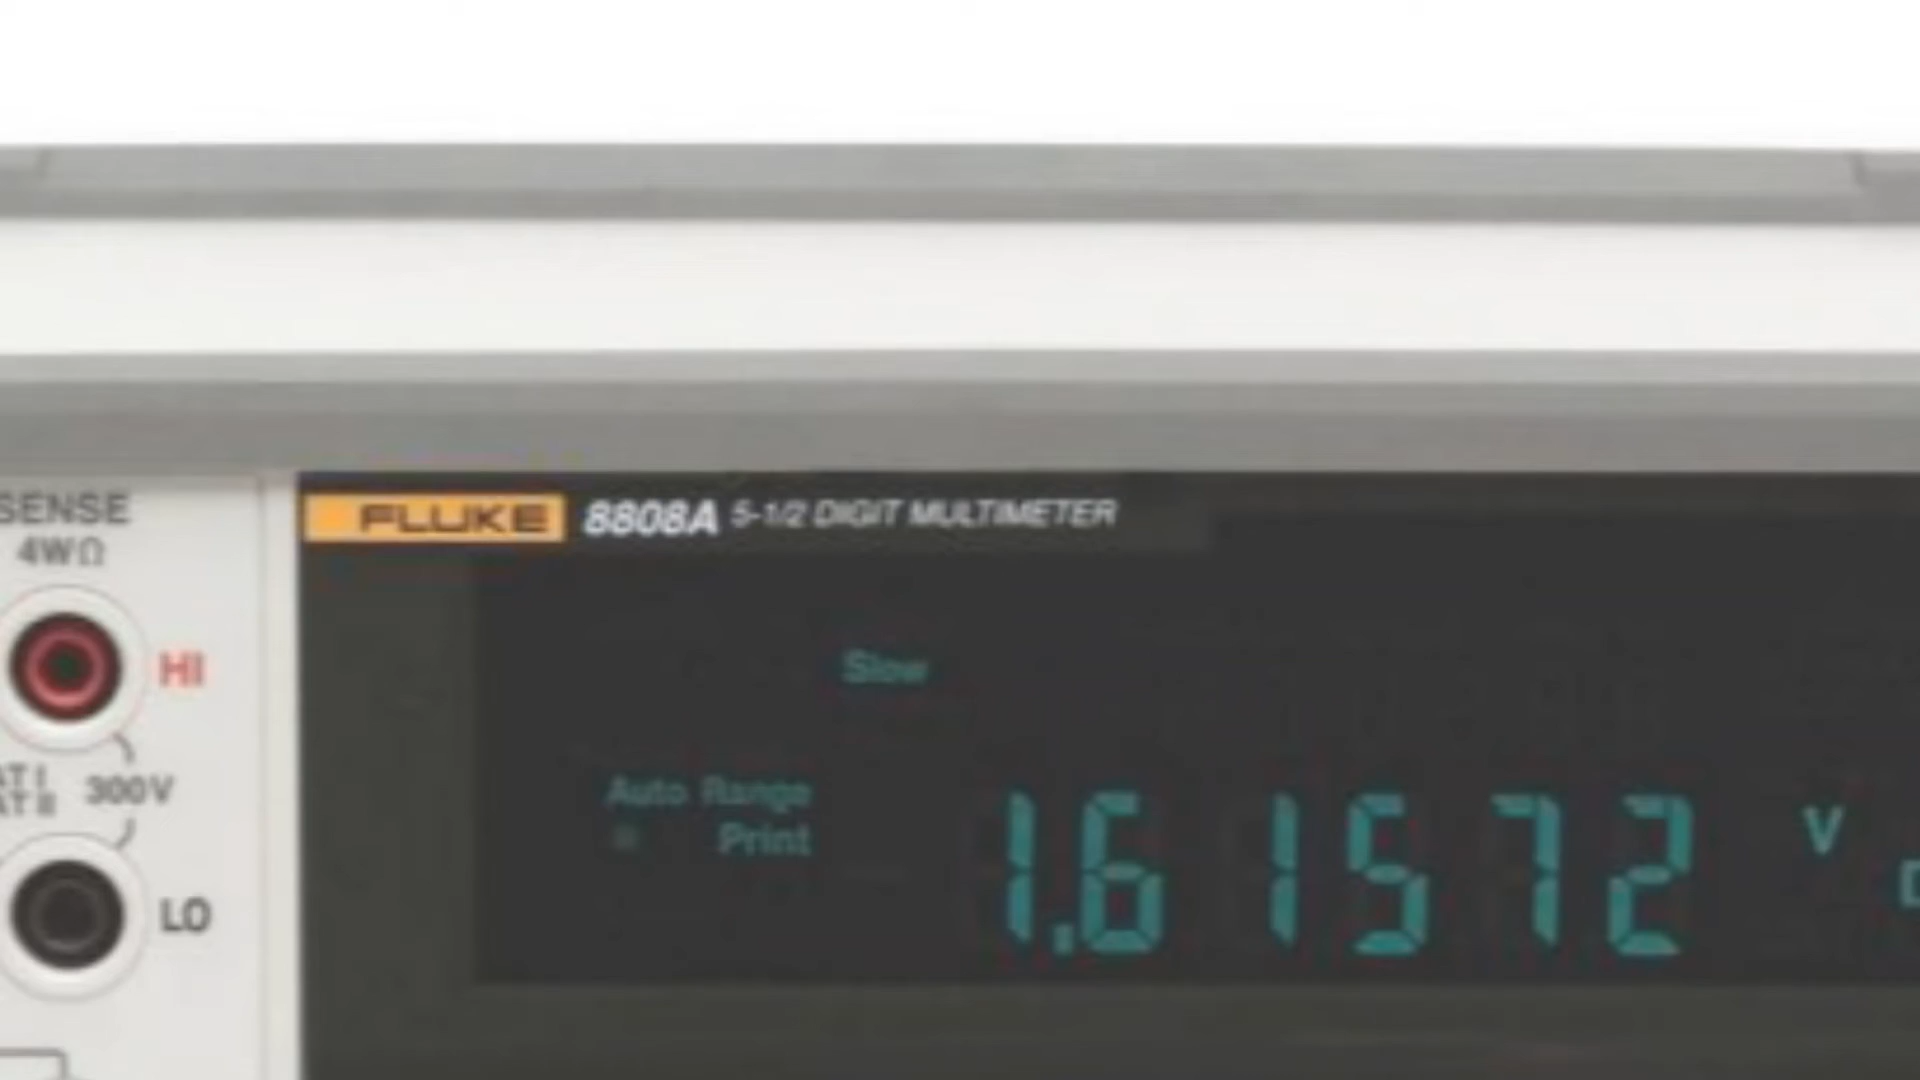 FLUKE 8808A 5-1/2 DIGIT MULTIMETER
SENSE
4WΩ
HI
Slow
300V
Auto Range
Print
1.61572 V
LO